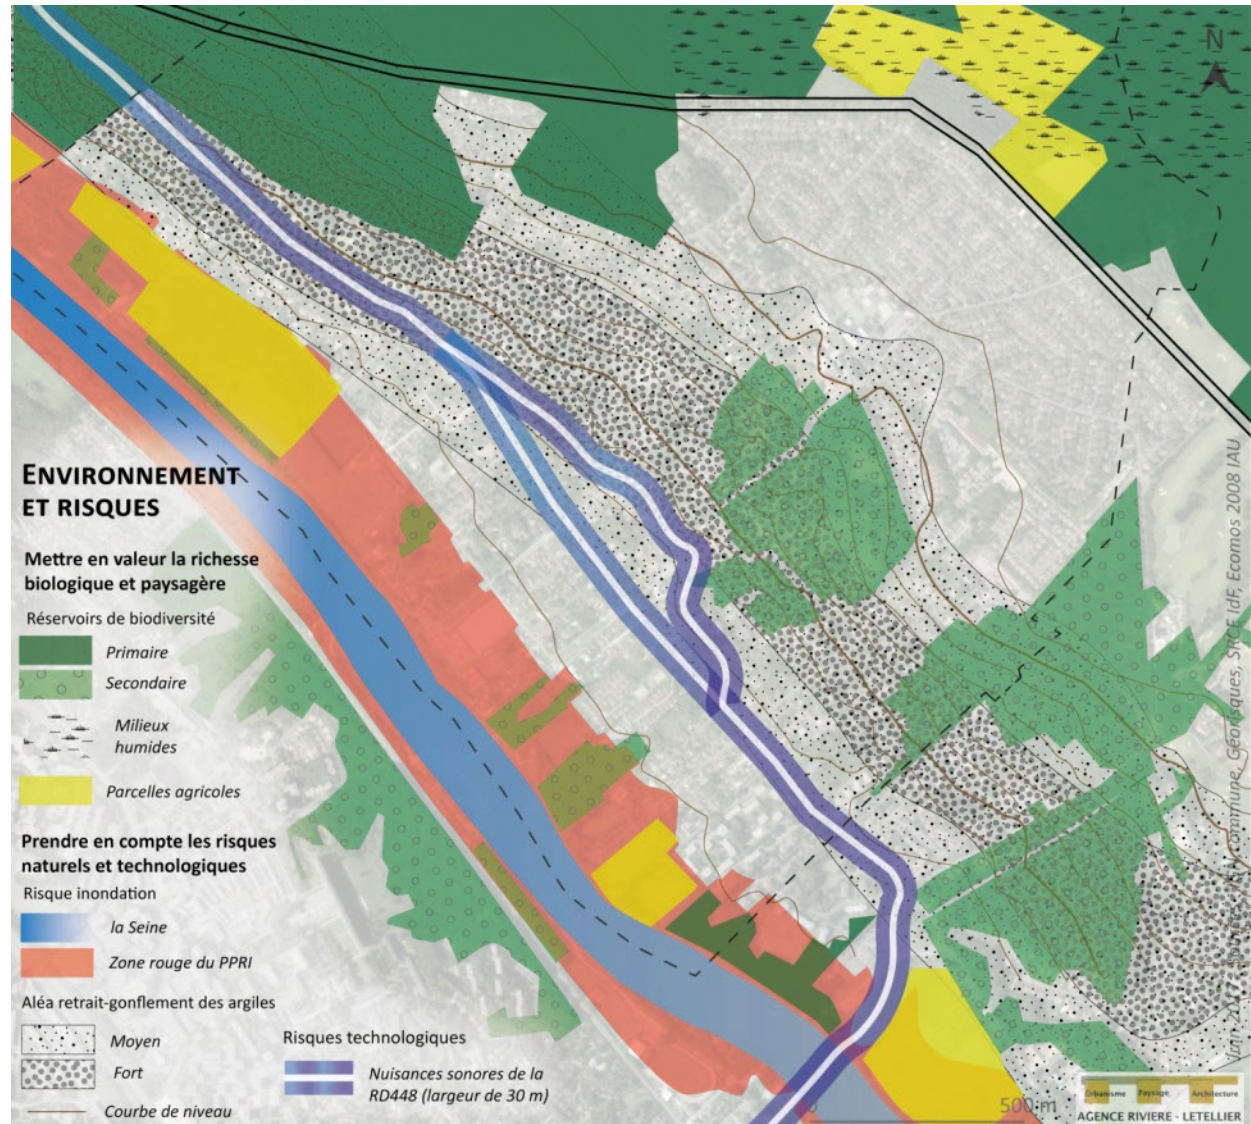 N
ENVIRONNEMENT
ET RISQUES
Mettre en valeur la richesse
biologique et paysagère
Réservoirs de biodiversité
Primaire
Secondaire
Milieux
humides
Parcelles agricoles
Prendre en compte les risques
naturels et technologiques
Risque inondation
la Seine
Zone rouge du PPRI
Aléa retrait-gonflement des argiles
Moyen
Fort
Courbe de niveau
Risques technologiques
Nuisances sonores de la
RD448 (largeur de 30 m)
0 500 m
commune, Géorisques, SRCE IdF, Ecomos 2008 IAU
Urbanisme Paysage Architecture
AGENCE RIVIERE - LETELLIER